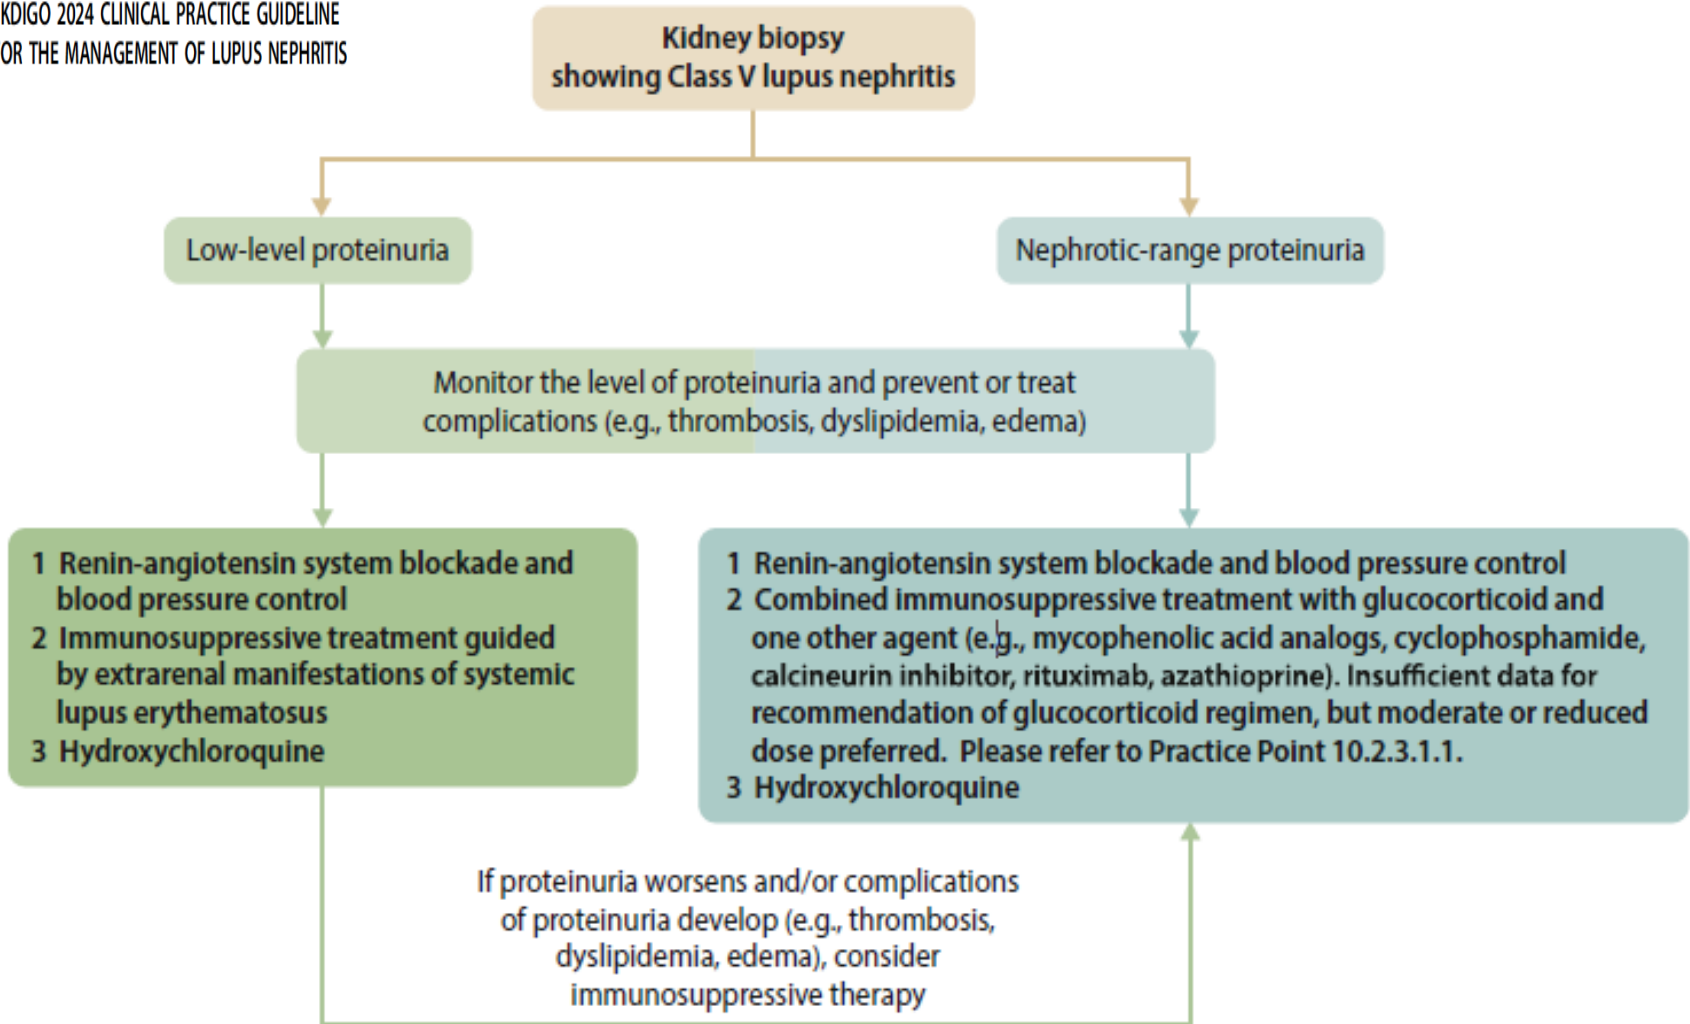 KDIGO 2024 CLINICAL PRACTICE GUIDELINE
OR THE MANAGEMENT OF LUPUS NEPHRITIS
Kidney biopsy
showing Class V lupus nephritis
Low-level proteinuria
Nephrotic-range proteinuria
Monitor the level of proteinuria and prevent or treat
complications (e.g., thrombosis, dyslipidemia, edema)
1 Renin-angiotensin system blockade and
blood pressure control
2 Immunosuppressive treatment guided
by extrarenal manifestations of systemic
lupus erythematosus
3 Hydroxychloroquine
1 Renin-angiotensin system blockade and blood pressure control
2 Combined immunosuppressive treatment with glucocorticoid and
one other agent (e.g., mycophenolic acid analogs, cyclophosphamide,
calcineurin inhibitor, rituximab, azathioprine). Insufficient data for
recommendation of glucocorticoid regimen, but moderate or reduced
dose preferred. Please refer to Practice Point 10.2.3.1.1.
3 Hydroxychloroquine
If proteinuria worsens and/or complications
of proteinuria develop (e.g., thrombosis,
dyslipidemia, edema), consider
immunosuppressive therapy